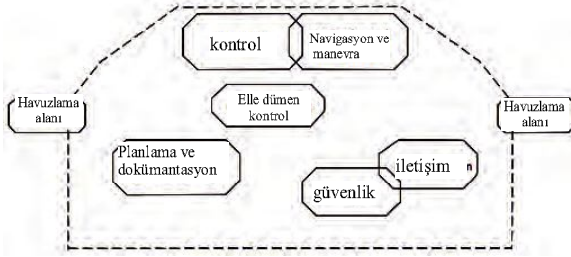 kontrol
Navigasyon ve
manevra
Elle dümen
kontrol
Havuzlama
alanı
Havuzlama
alanı
Planlama ve
dokümantasyon
iletişim n
güvenlik